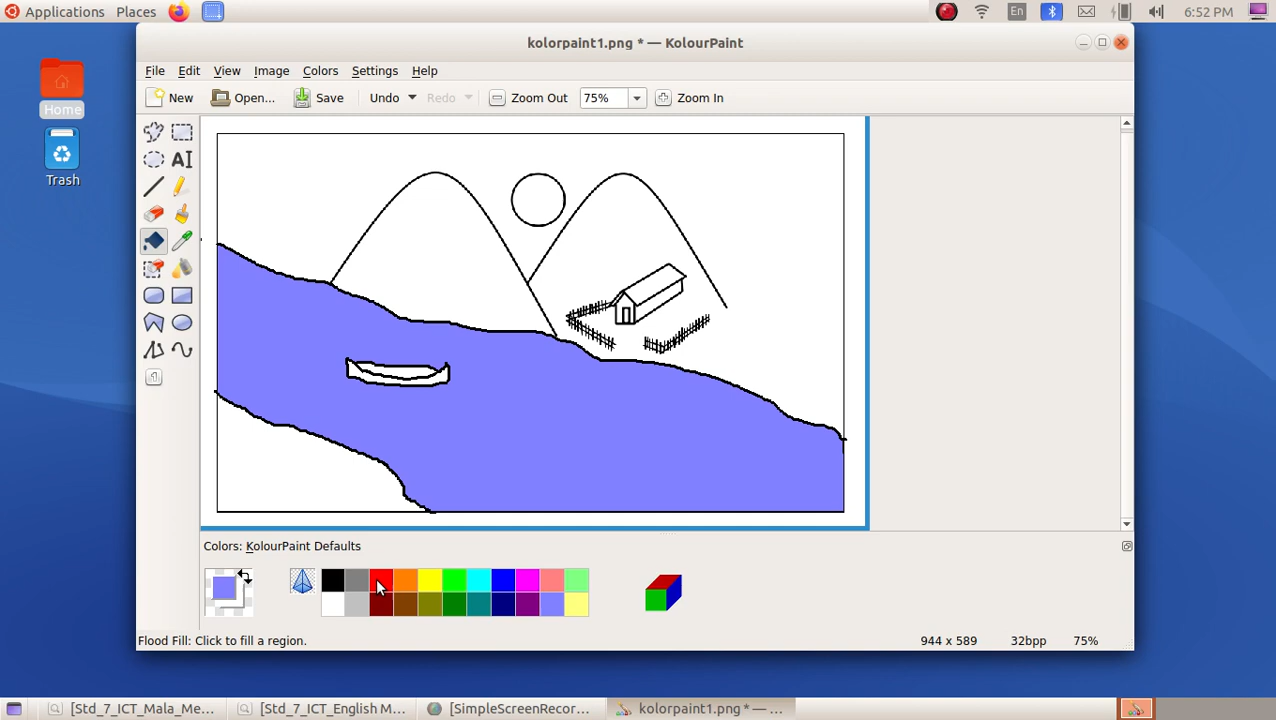 Applications Places En 6:52 PM
kolorpaint1.png * — KolourPaint
File Edit View Image Colors Settings Help
New Open... Save Undo Redo Zoom Out 75% Zoom In
Home
Trash
Colors: KolourPaint Defaults
Flood Fill: Click to fill a region. 944 x 589 32bpp 75%
[Std_7_ICT_Mala_Me... [Std_7_ICT_English M... [SimpleScreenRecor... kolorpaint1.png * — ...